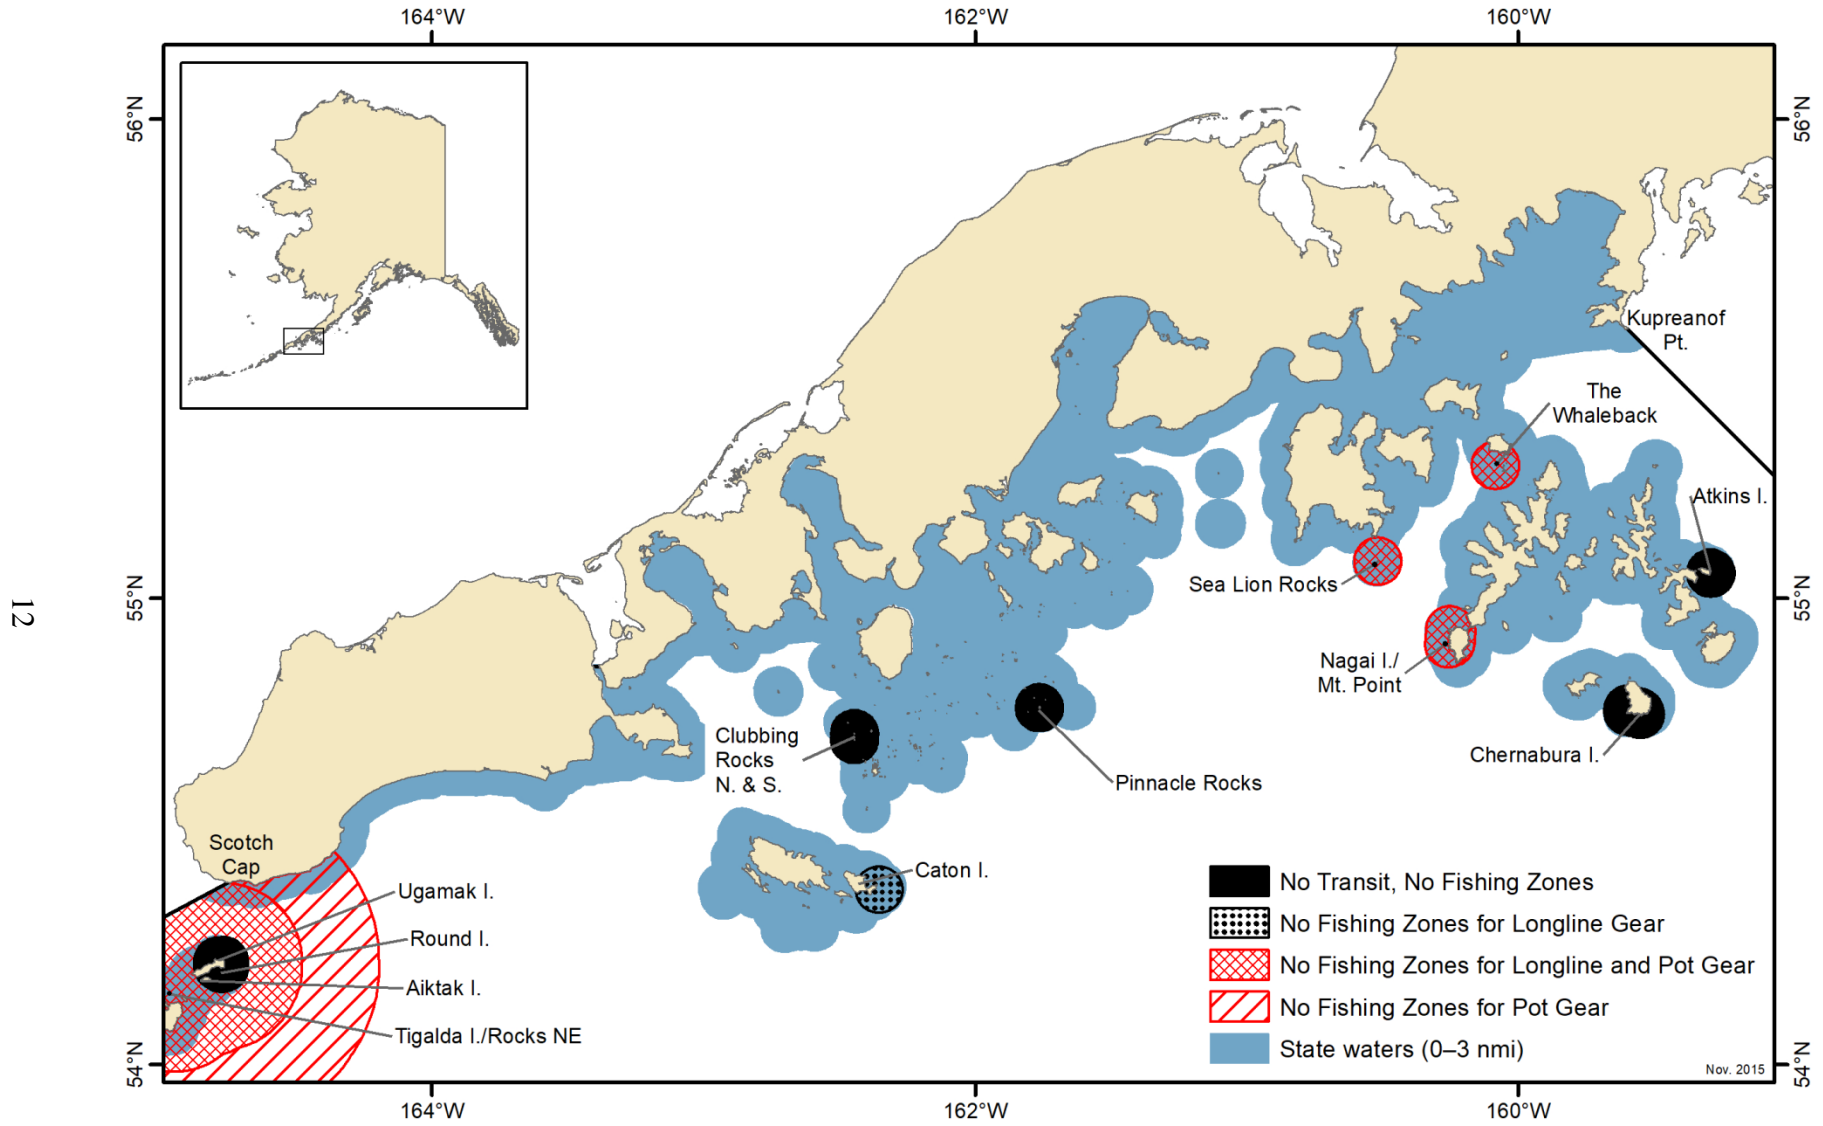 164°W
162°W
160°W
56°N
56°N
Kupreanof
Pt.
The
Whaleback
Atkins I.
55°N
Sea Lion Rocks
55°N
12
Nagai I./
Mt. Point
Clubbing
Rocks
N. & S.
Chernabura I.
Pinnacle Rocks
Scotch
Cap
Caton I.
Ugamak I.
Round I.
Aiktak I.
Tigalda I./Rocks NE
No Transit, No Fishing Zones
No Fishing Zones for Longline Gear
No Fishing Zones for Longline and Pot Gear
No Fishing Zones for Pot Gear
State waters (0–3 nmi)
Nov. 2015
54°N
54°N
164°W
162°W
160°W